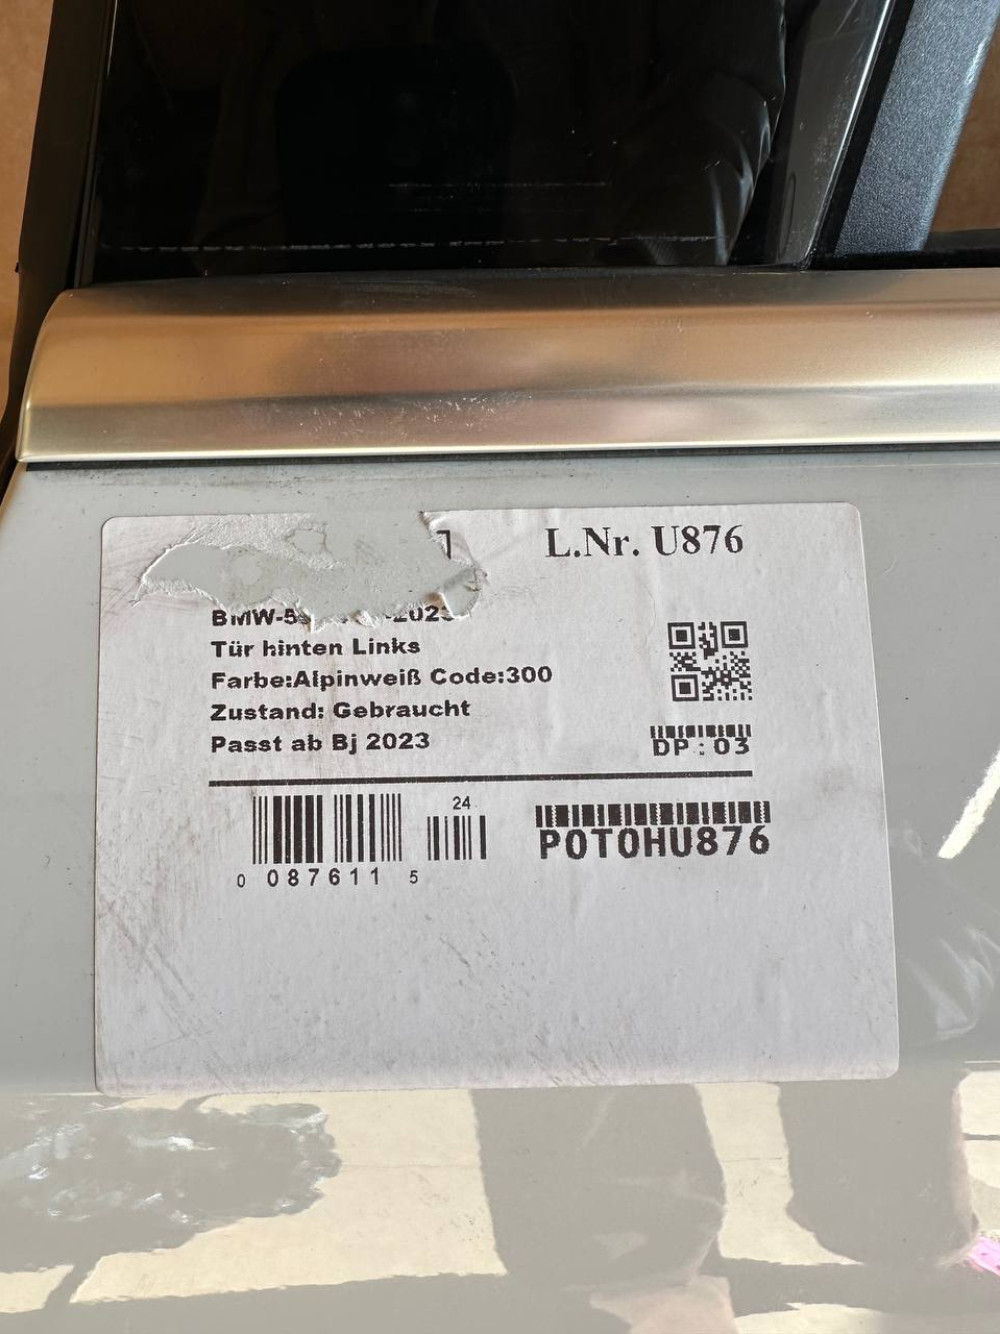 L.Nr. U876
Tür hinten Links
Farbe:Alpinweiß Code:300
Zustand: Gebraucht
Passt ab Bj 2023
DP : 03
24
0 087611 5
P0T0HU876